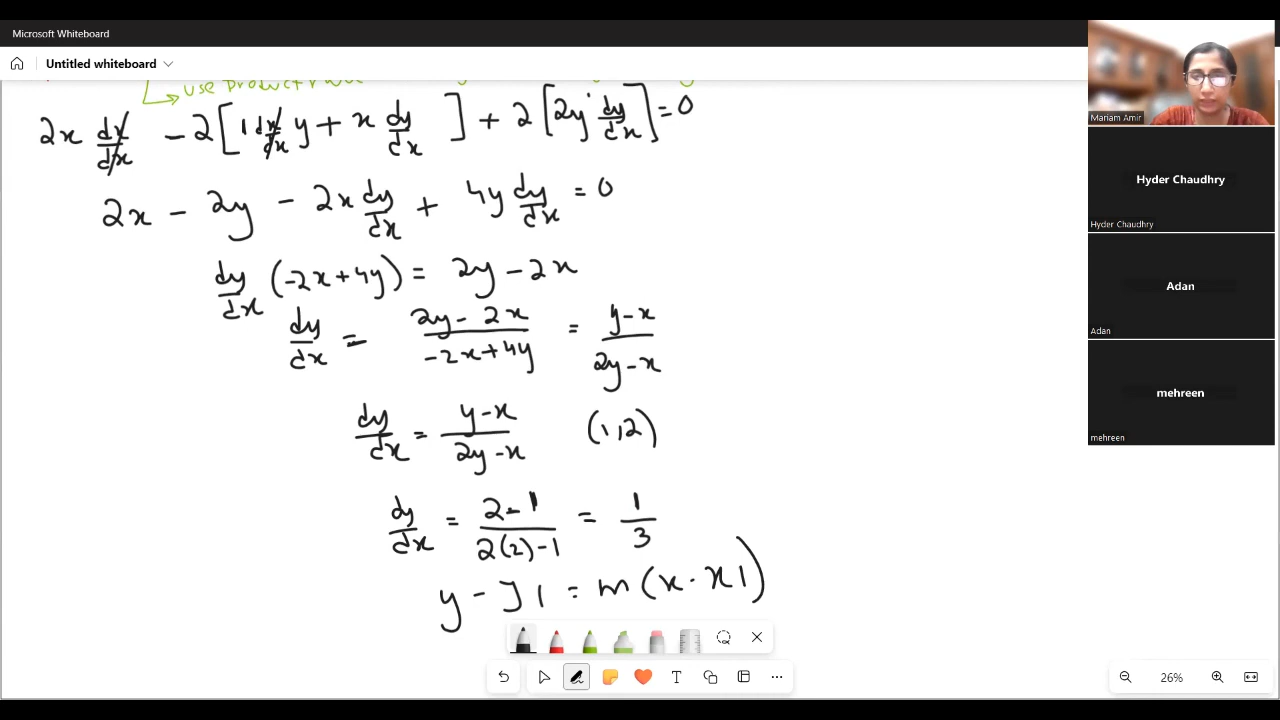 Microsoft Whiteboard
Untitled whiteboard
use Product
2x dx/dx - 2[1 dx/dx y + x dy/dx ] + 2[2y dy/dx] = 0
2x - 2y - 2x dy/dx + 4y dy/dx = 0
dy/dx (-2x+4y) = 2y - 2x
dy/dx = 2y - 2x / -2x+4y = y-x / 2y-x
dy/dx = y-x / 2y-x (1,2)
dy/dx = 2-1 / 2(2)-1 = 1/3
y - y1 = m(x - x1)
Mariam Amir
Hyder Chaudhry
Hyder Chaudhry
Adan
Adan
mehreen
mehreen
26%